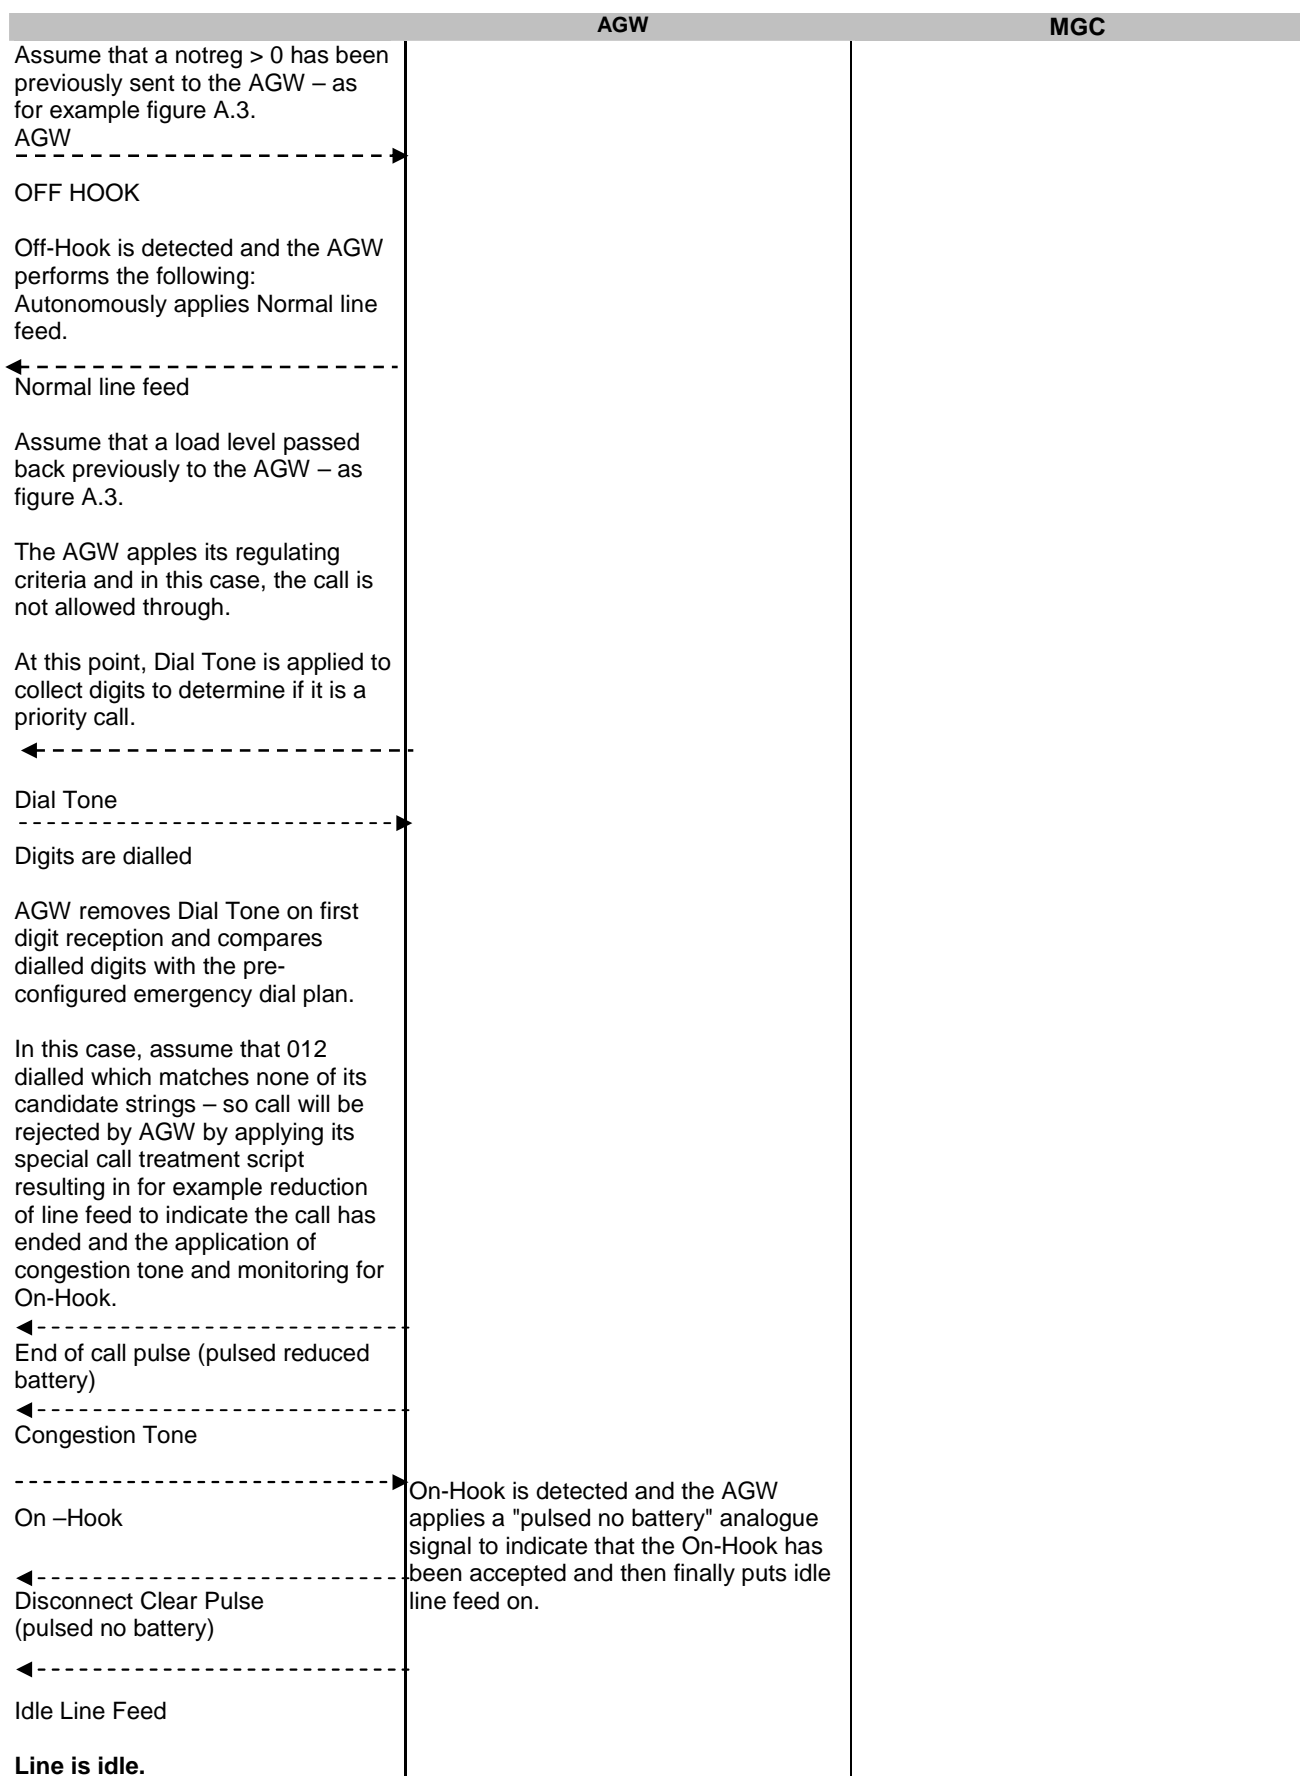 AGW MGC
Assume that a notreg > 0 has been
previously sent to the AGW – as
for example figure A.3.
AGW
OFF HOOK
Off-Hook is detected and the AGW
performs the following:
Autonomously applies Normal line
feed.
Normal line feed
Assume that a load level passed
back previously to the AGW – as
figure A.3.
The AGW apples its regulating
criteria and in this case, the call is
not allowed through.
At this point, Dial Tone is applied to
collect digits to determine if it is a
priority call.
Dial Tone
Digits are dialled
AGW removes Dial Tone on first
digit reception and compares
dialled digits with the pre-
configured emergency dial plan.
In this case, assume that 012
dialled which matches none of its
candidate strings – so call will be
rejected by AGW by applying its
special call treatment script
resulting in for example reduction
of line feed to indicate the call has
ended and the application of
congestion tone and monitoring for
On-Hook.
End of call pulse (pulsed reduced
battery)
Congestion Tone
On –Hook
Disconnect Clear Pulse
(pulsed no battery)
Idle Line Feed
Line is idle.
On-Hook is detected and the AGW
applies a "pulsed no battery" analogue
signal to indicate that the On-Hook has
been accepted and then finally puts idle
line feed on.